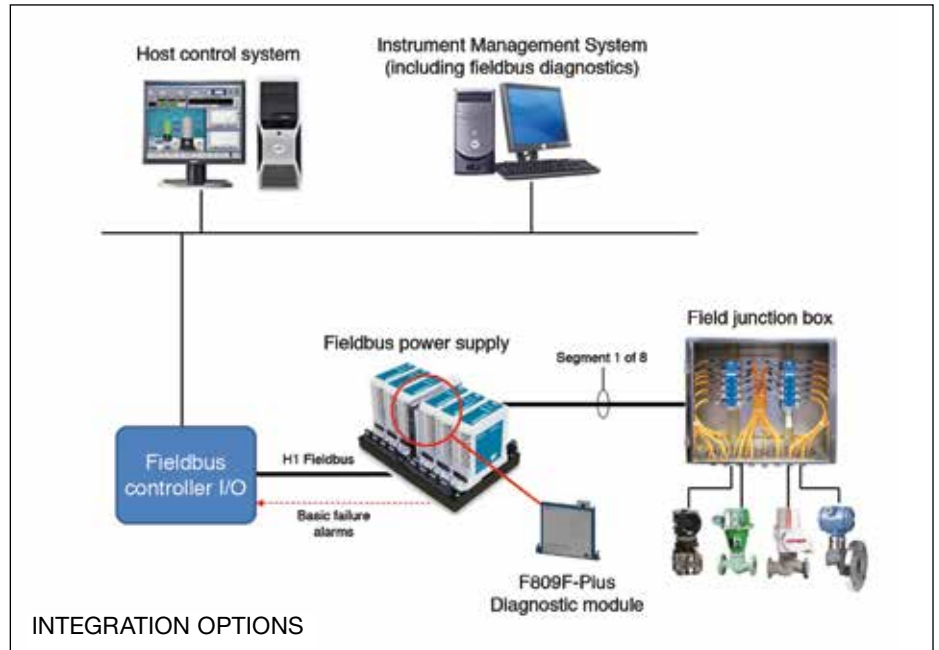 Host control system
Instrument Management System
(including fieldbus diagnostics)
Fieldbus power supply
Segment 1 of 8
Field junction box
Fieldbus
controller I/O
H1 Fieldbus
Basic failure
alarms
F809F-Plus
Diagnostic module
INTEGRATION OPTIONS